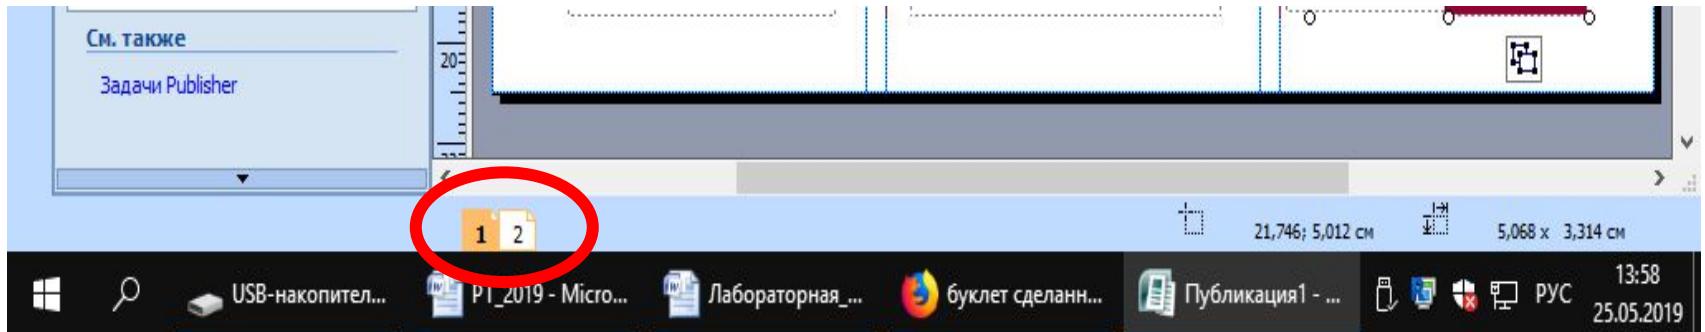 См. также
Задачи Publisher
20
1 2
21,746; 5,012 см
5,068 x 3,314 см
USB-накопител...
PT_2019 - Micro...
Лабораторная_...
буклет сделанн...
Публикация1 - ...
РУС
13:58
25.05.2019